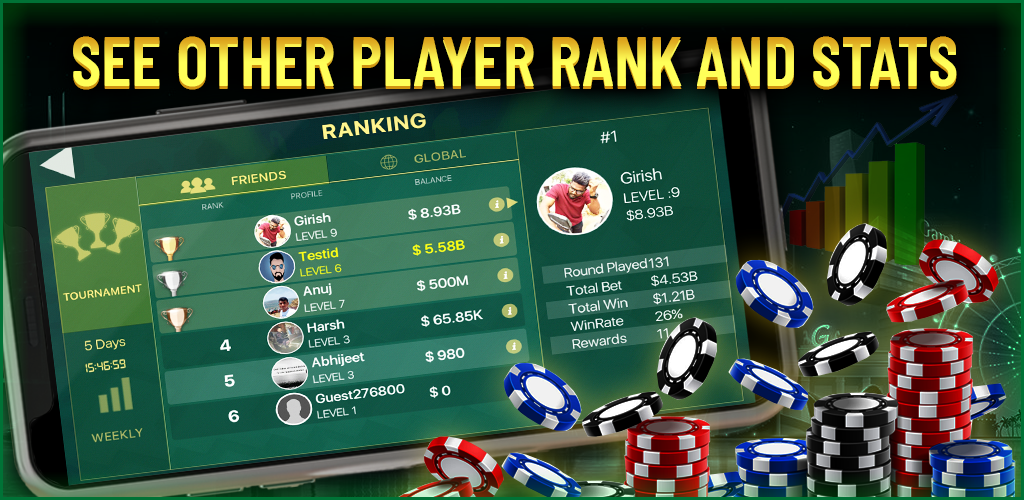 SEE OTHER PLAYER RANK AND STATS
RANKING
FRIENDS
GLOBAL
RANK PROFILE BALANCE
Girish
LEVEL 9
$ 8.93B
Testid
LEVEL 6
$ 5.58B
Anuj
LEVEL 7
$ 500M
4
Harsh
LEVEL 3
$ 65.85K
5
Abhijeet
LEVEL 3
$ 980
6
Guest276800
LEVEL 1
$ 0
TOURNAMENT
5 Days
15:46:59
WEEKLY
#1
Girish
LEVEL :9
$8.93B
Round Played 131
Total Bet $4.53B
Total Win $1.21B
WinRate 26%
Rewards 11